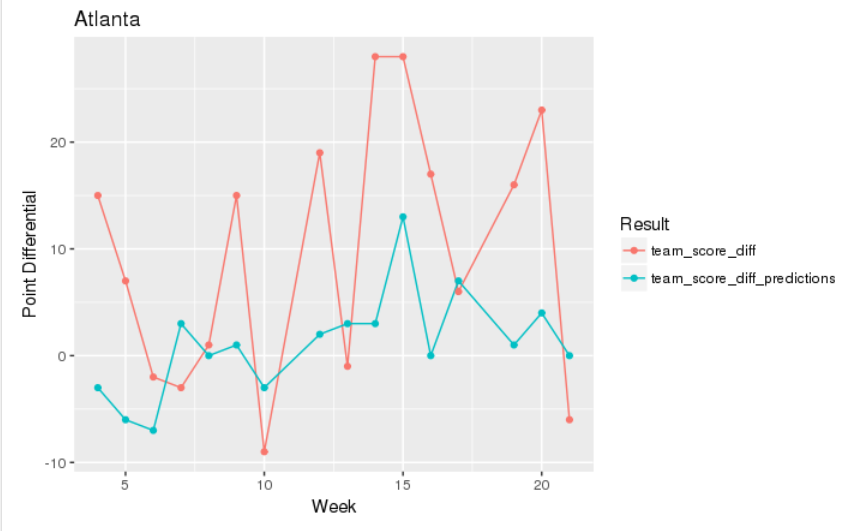 Atlanta
20
10
0
-10
5
10
15
20
Week
Point Differential
Result
team_score_diff
team_score_diff_predictions